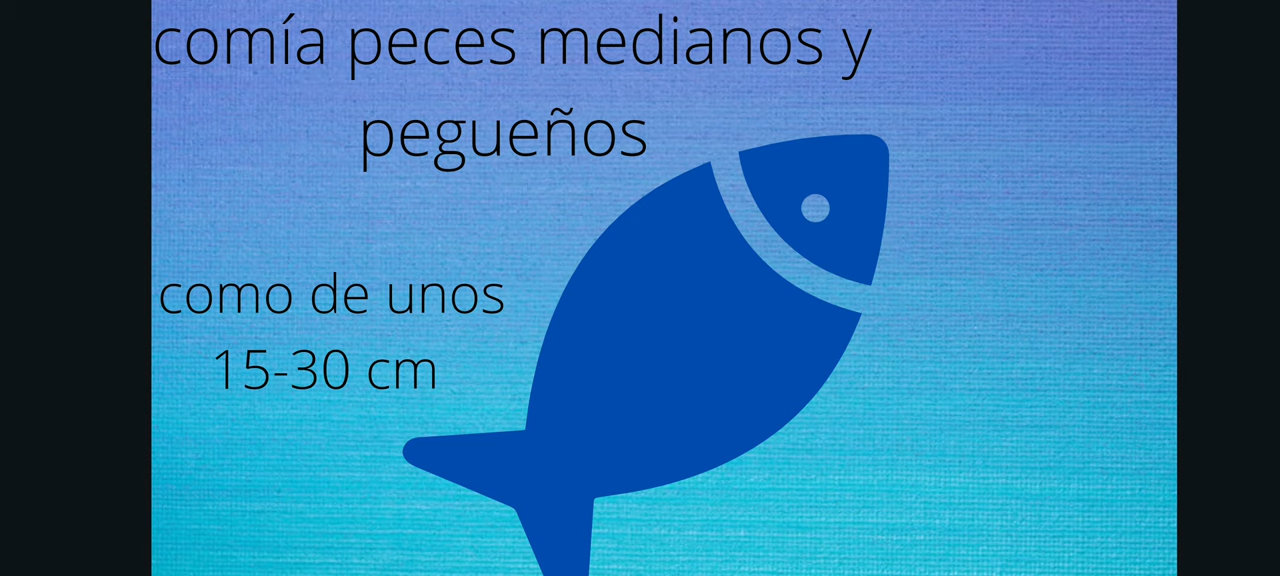 comía peces medianos y
pegueños
como de unos
15-30 cm